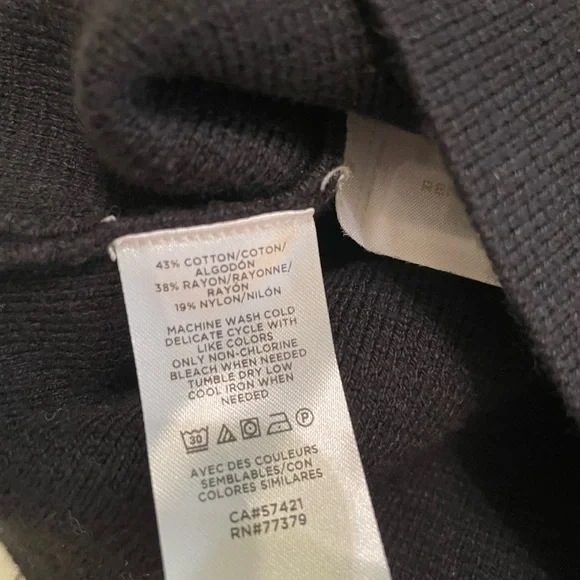 43% COTTON/COTON/
ALGODÓN
38% RAYON/RAYONNE/
RAYÓN
19% NYLON/NILÓN
MACHINE WASH COLD
DELICATE CYCLE WITH
LIKE COLORS
ONLY NON-CHLORINE
BLEACH WHEN NEEDED
TUMBLE DRY LOW
COOL IRON WHEN
NEEDED
30 P
AVEC DES COULEURS
SEMBLABLES/CON
COLORES SIMILARES
CA#57421
RN#77379